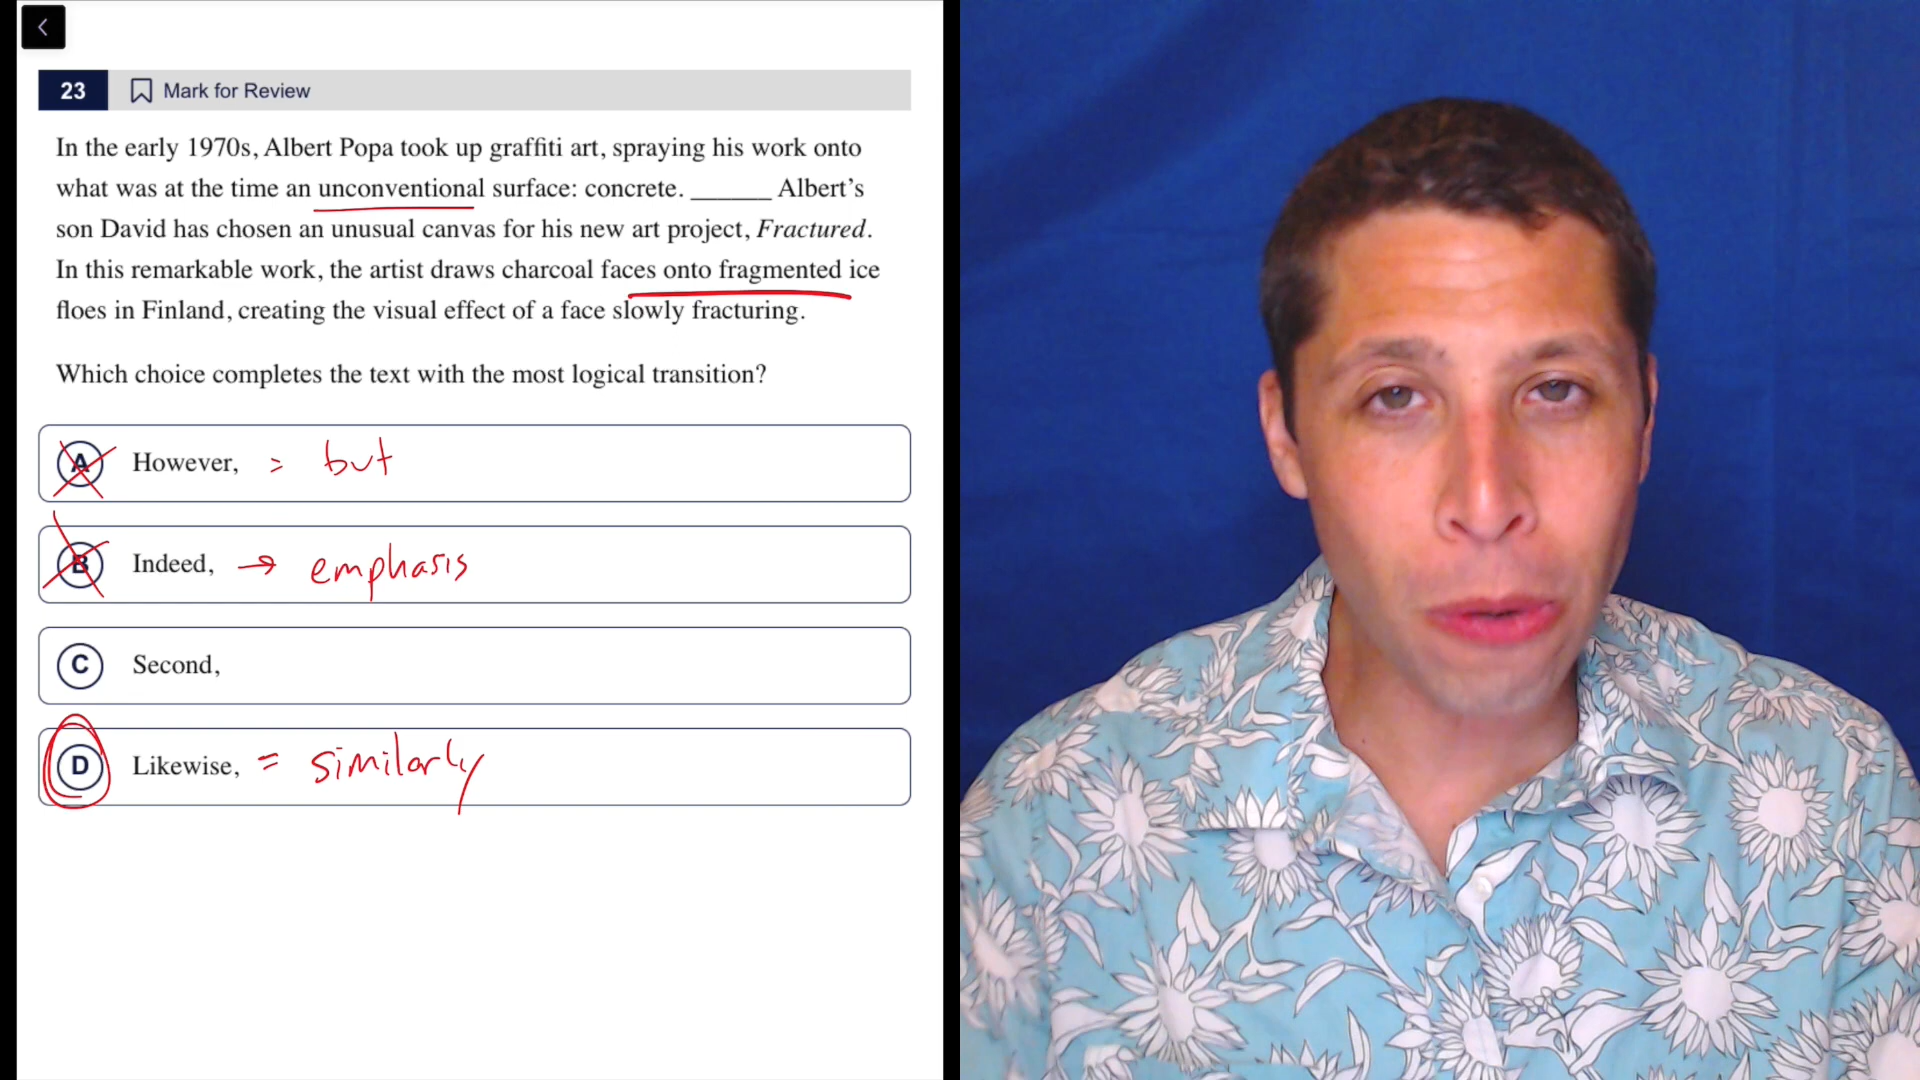 23 Mark for Review
In the early 1970s, Albert Popa took up graffiti art, spraying his work onto
what was at the time an unconventional surface: concrete. ______ Albert’s
son David has chosen an unusual canvas for his new art project, Fractured.
In this remarkable work, the artist draws charcoal faces onto fragmented ice
floes in Finland, creating the visual effect of a face slowly fracturing.
Which choice completes the text with the most logical transition?
A However, = but
B Indeed, → emphasis
C Second,
D Likewise, = similarly